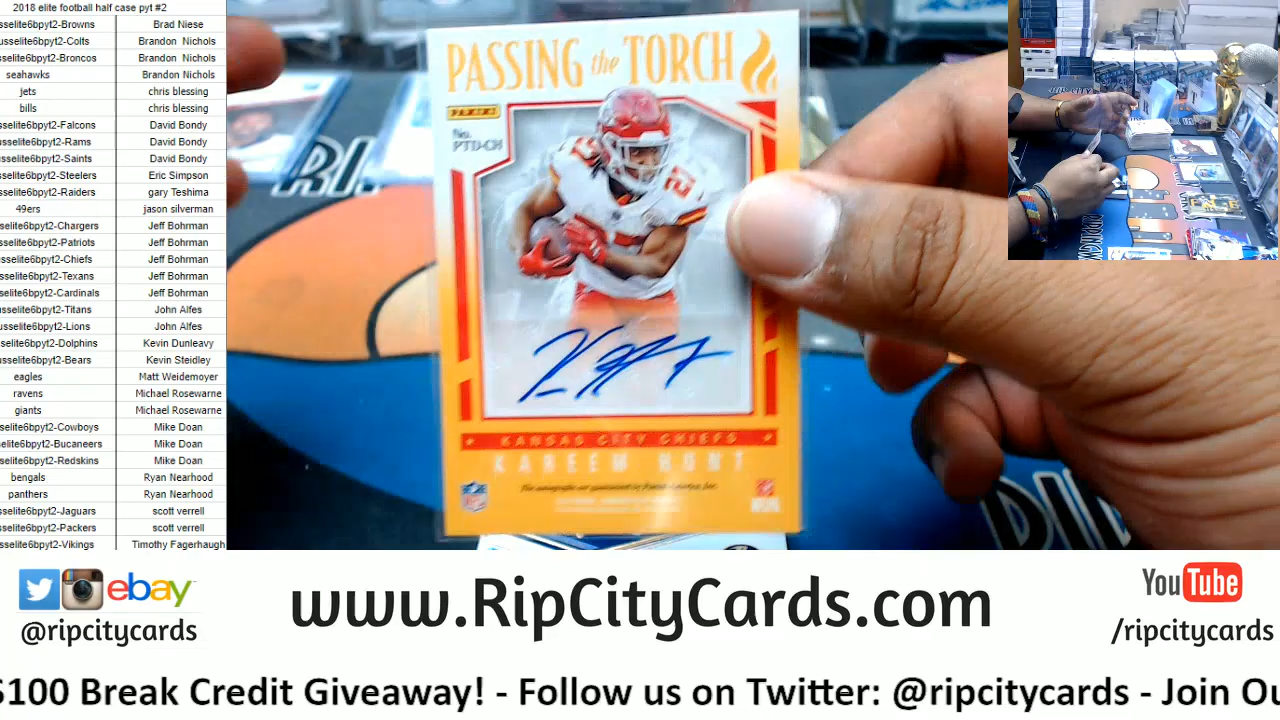 2018 elite football half case pyt #2
usselite6bpyt2-Browns Brad Niese
usselite6bpyt2-Colts Brandon Nichols
sselite6bpyt2-Broncos Brandon Nichols
seahawks Brandon Nichols
jets chris blessing
bills chris blessing
sselite6bpyt2-Falcons David Bondy
sselite6bpyt2-Rams David Bondy
sselite6bpyt2-Saints David Bondy
sselite6bpyt2-Steelers Eric Simpson
sselite6bpyt2-Raiders gary Teshima
49ers jason silverman
selite6bpyt2-Chargers Jeff Bohrman
selite6bpyt2-Patriots Jeff Bohrman
sselite6bpyt2-Chiefs Jeff Bohrman
sselite6bpyt2-Texans Jeff Bohrman
selite6bpyt2-Cardinals Jeff Bohrman
sselite6bpyt2-Titans John Alfes
usselite6bpyt2-Lions John Alfes
selite6bpyt2-Dolphins Kevin Dunleavy
sselite6bpyt2-Bears Kevin Steidley
eagles Matt Weidemoyer
ravens Michael Rosewarne
giants Michael Rosewarne
selite6bpyt2-Cowboys Mike Doan
elite6bpyt2-Bucaneers Mike Doan
selite6bpyt2-Redskins Mike Doan
bengals Ryan Nearhood
panthers Ryan Nearhood
selite6bpyt2-Jaguars scott verrell
selite6bpyt2-Packers scott verrell
sselite6bpyt2-Vikings Timothy Fagerhaugh
PASSING the TORCH
PANINI
No.
PTD-CH
27
KANSAS CITY CHIEFS
KAREEM HUNT
NFL
ebay
@ripcitycards
www.RipCityCards.com
YouTube
/ripcitycards
$100 Break Credit Giveaway! - Follow us on Twitter: @ripcitycards - Join Ou